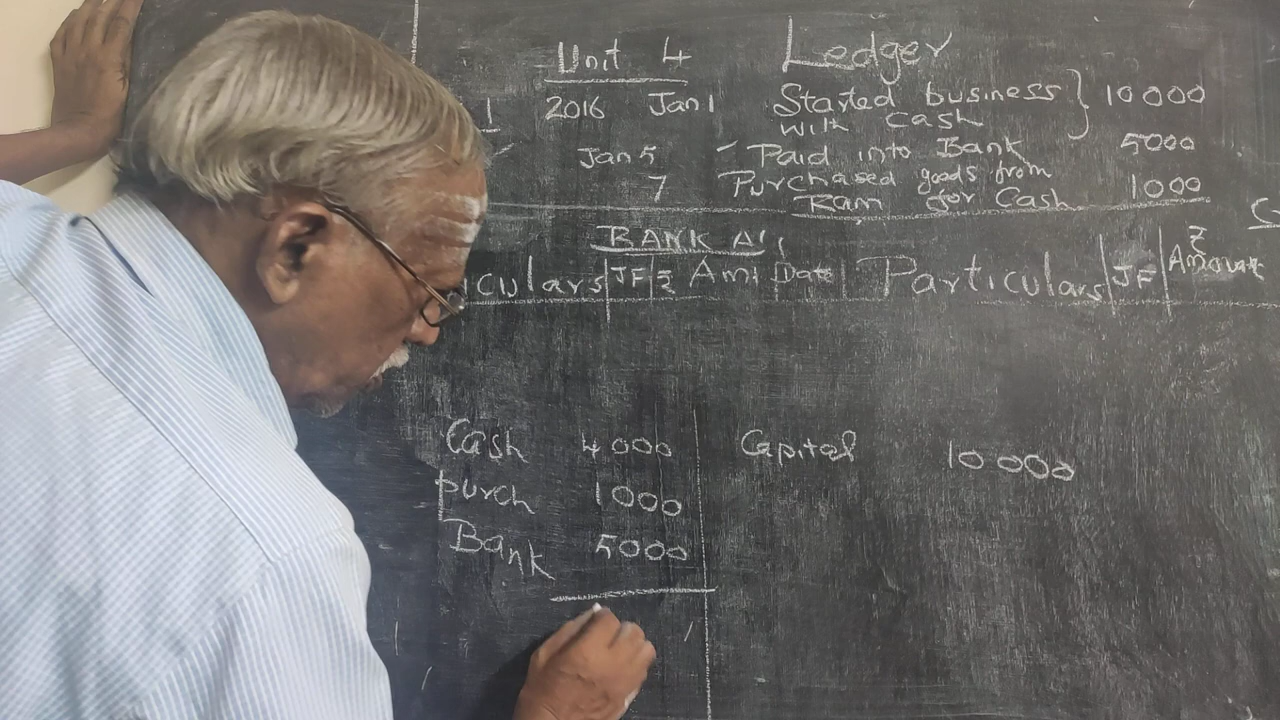 Unit 4 Ledger
1 2016 Jan 1 Started business 10000
with cash
Jan 5 Paid into Bank 5000
7 Purchased goods from
Ram for Cash 1000
BANK A/c
iculars JF ₹ Amt Date Particulars JF ₹ Amount
Cash 4000 Capital 10000
purch 1000
Bank 5000